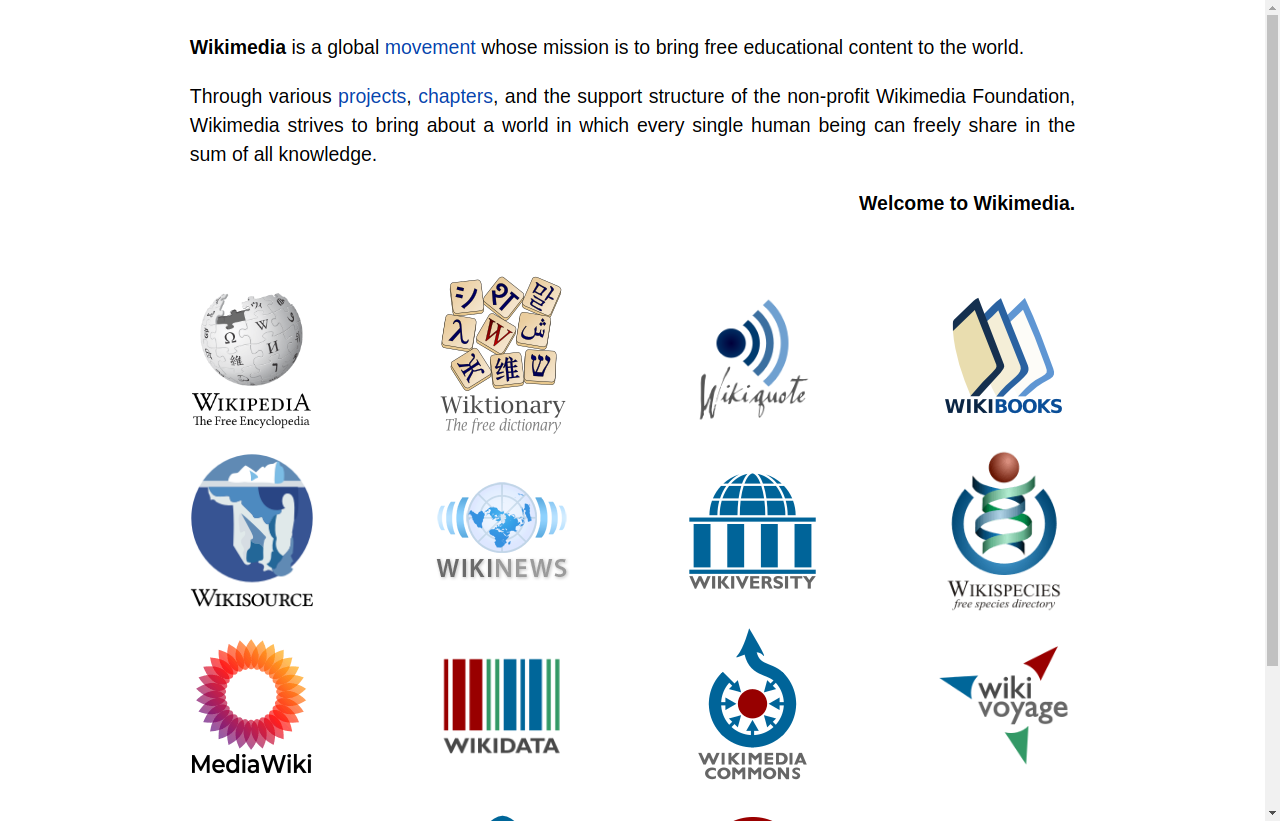 Wikimedia is a global movement whose mission is to bring free educational content to the world.
Through various projects, chapters, and the support structure of the non-profit Wikimedia Foundation,
Wikimedia strives to bring about a world in which every single human being can freely share in the
sum of all knowledge.
Welcome to Wikimedia.
Ω W И 維
WIKIPEDIA
The Free Encyclopedia
シ 말
λ W ش
维 ש
Wiktionary
The free dictionary
Wikiquote
WIKIBOOKS
WIKISOURCE
WIKINEWS
WIKIVERSITY
WIKISPECIES
free species directory
MediaWiki
WIKIDATA
WIKIMEDIA
COMMONS
wiki
voyage